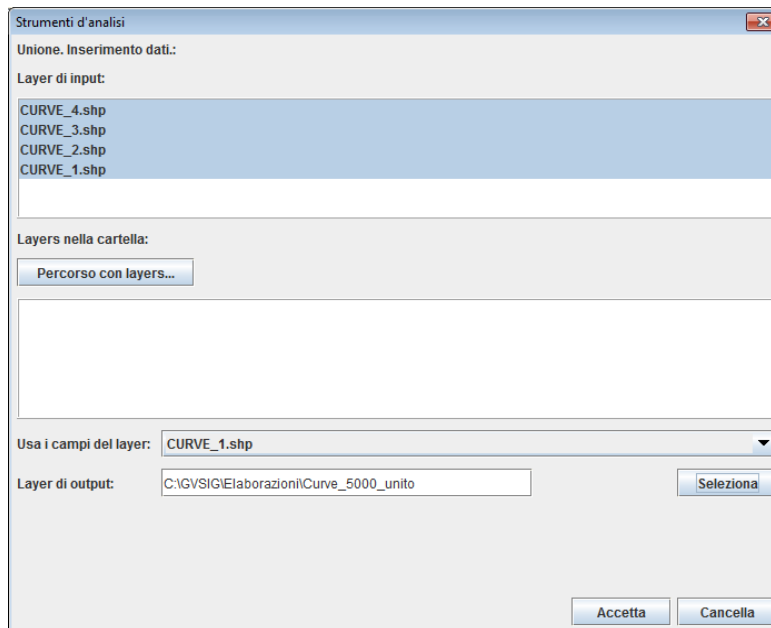 Strumenti d'analisi
Unione. Inserimento dati.:
Layer di input:
CURVE_4.shp
CURVE_3.shp
CURVE_2.shp
CURVE_1.shp
Layers nella cartella:
Percorso con layers...
Usa i campi del layer: CURVE_1.shp
Layer di output: C:\GVSIG\Elaborazioni\Curve_5000_unito Seleziona
Accetta Cancella